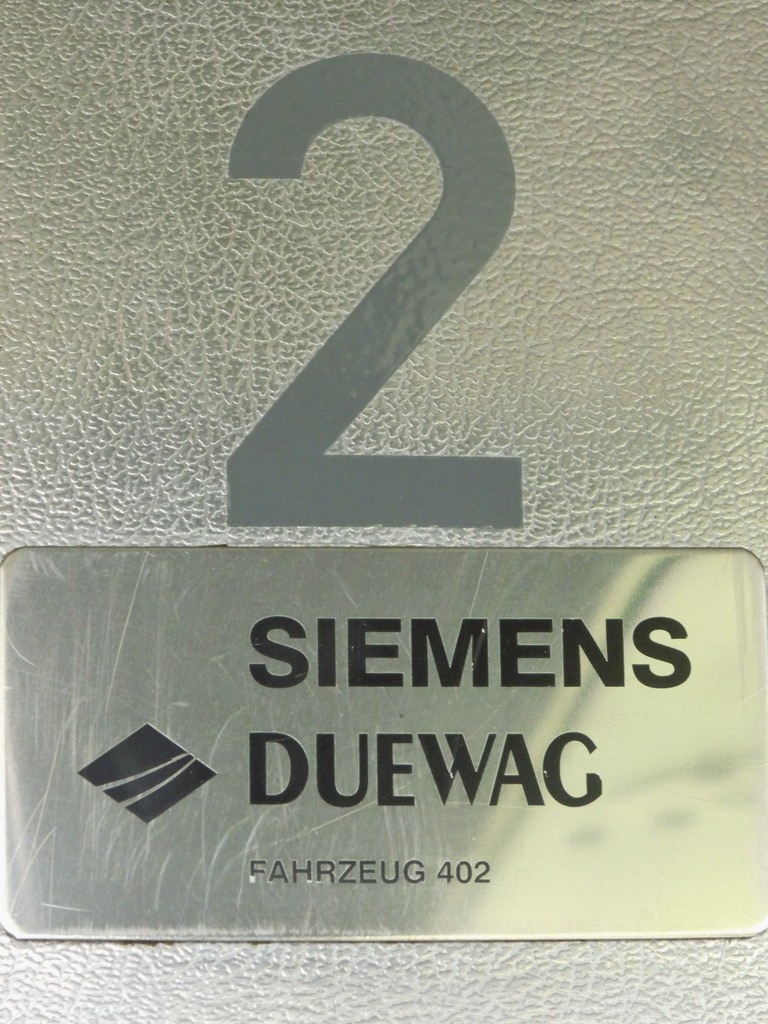 2
SIEMENS
DUEWAG
FAHRZEUG 402